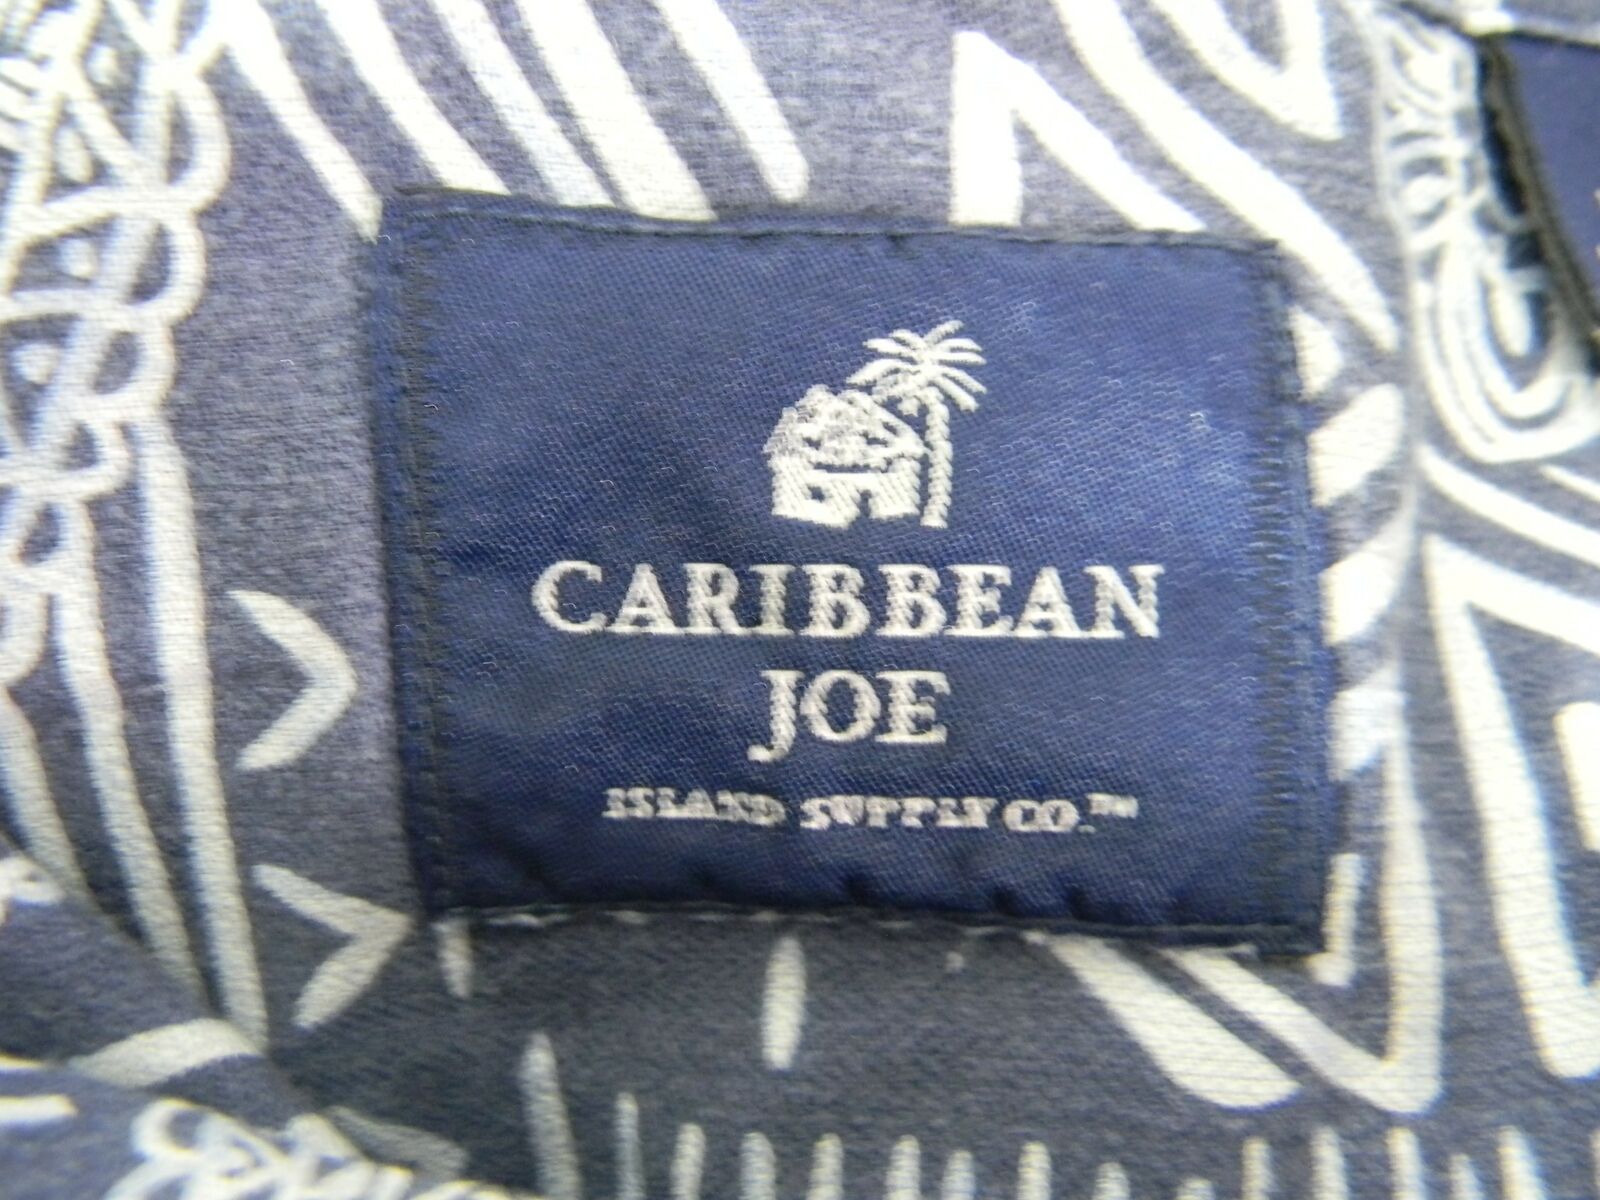 CARIBBEAN
JOE
ISLAND SUPPLY CO.™